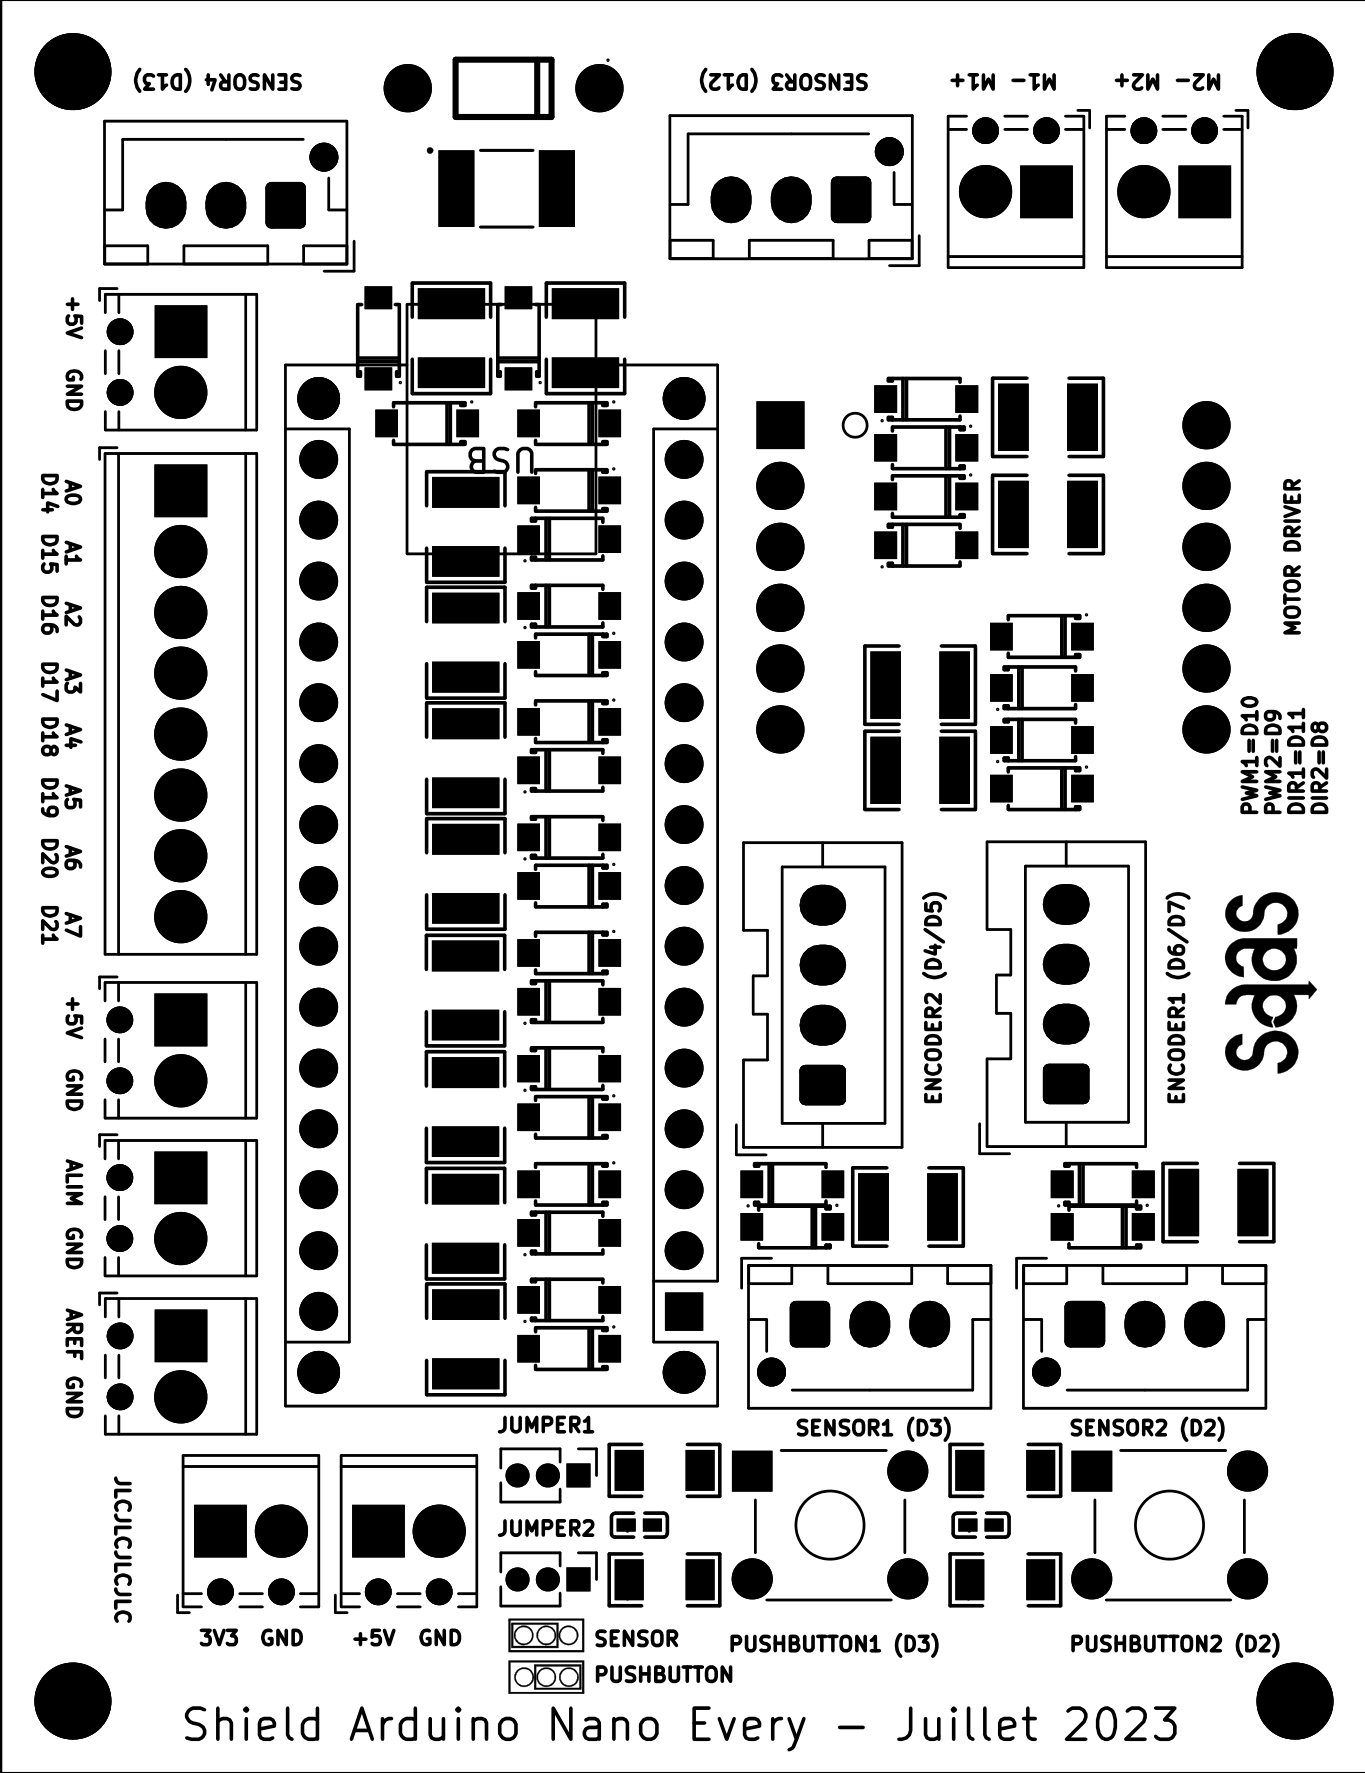 SENSOR4 (D13)
SENSOR3 (D12)
M1+ M1-
M2+ M2-
+5V GND
USB
A0 A1 A2 A3 A4 A5 A6 A7
D14 D15 D16 D17 D18 D19 D20 D21
MOTOR DRIVER
PWM1=D10
PWM2=D9
DIR1=D11
DIR2=D8
ENCODER2 (D4/D5)
ENCODER1 (D6/D7)
+5V GND
ALIM GND
AREF GND
JLCJLCJLCJLC
JUMPER1
SENSOR1 (D3)
SENSOR2 (D2)
JUMPER2
3V3 GND
+5V GND
SENSOR
PUSHBUTTON
PUSHBUTTON1 (D3)
PUSHBUTTON2 (D2)
Shield Arduino Nano Every - Juillet 2023